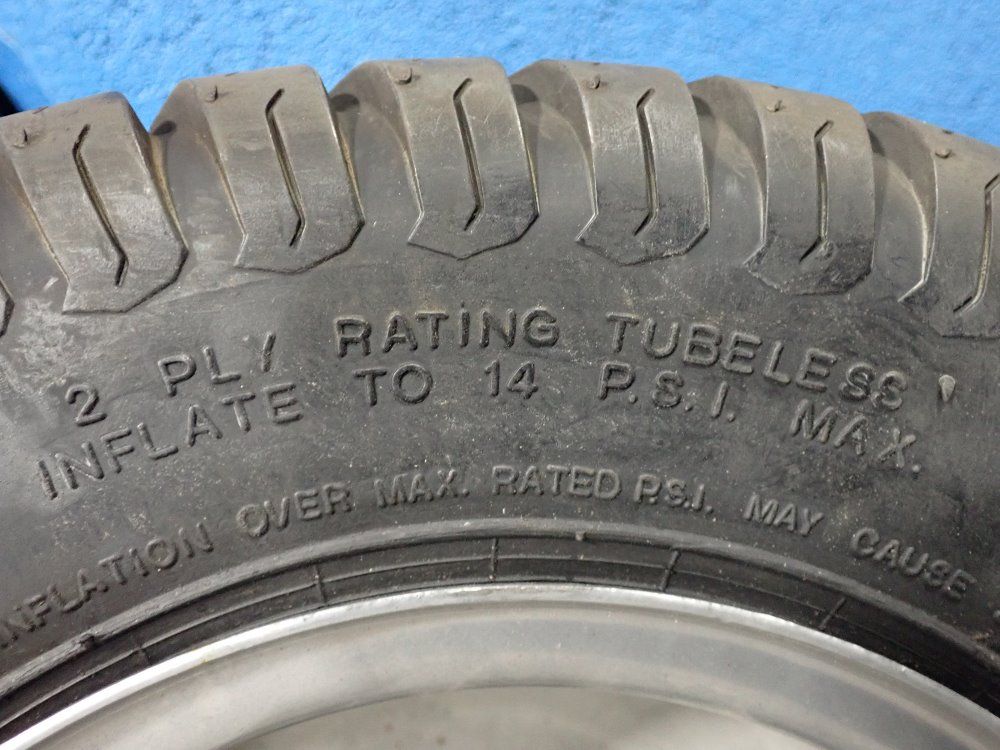 2 PLY RATING TUBELESS
INFLATE TO 14 P.S.I. MAX.
INFLATION OVER MAX. RATED P.S.I. MAY CAUSE